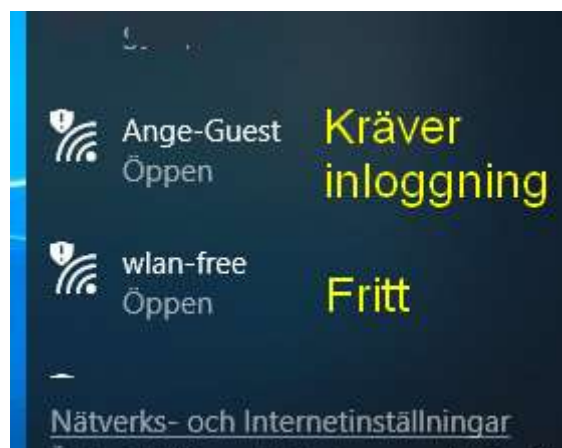 Ange-Guest
Öppen
Kräver
inloggning
wlan-free
Öppen
Fritt
Nätverks- och Internetinställningar